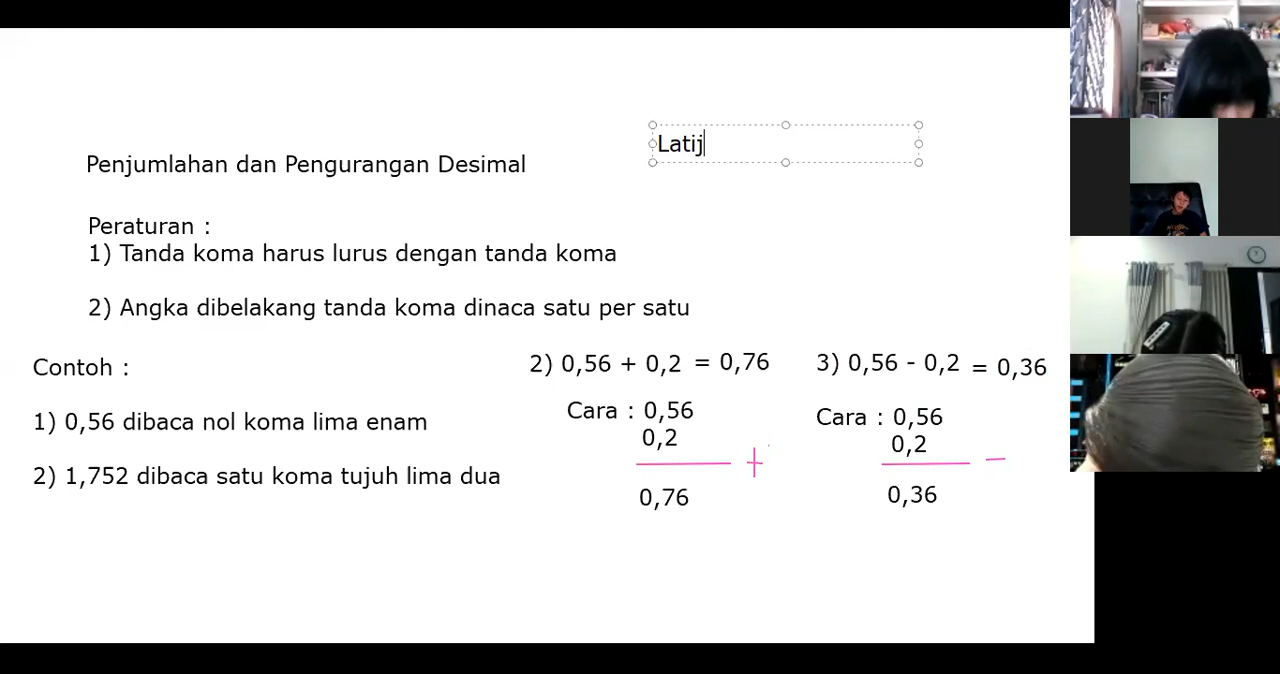 Latij
Penjumlahan dan Pengurangan Desimal
Peraturan :
1) Tanda koma harus lurus dengan tanda koma
2) Angka dibelakang tanda koma dinaca satu per satu
Contoh :
1) 0,56 dibaca nol koma lima enam
2) 1,752 dibaca satu koma tujuh lima dua
2) 0,56 + 0,2 = 0,76
Cara : 0,56
0,2
+
0,76
3) 0,56 - 0,2 = 0,36
Cara : 0,56
0,2
-
0,36